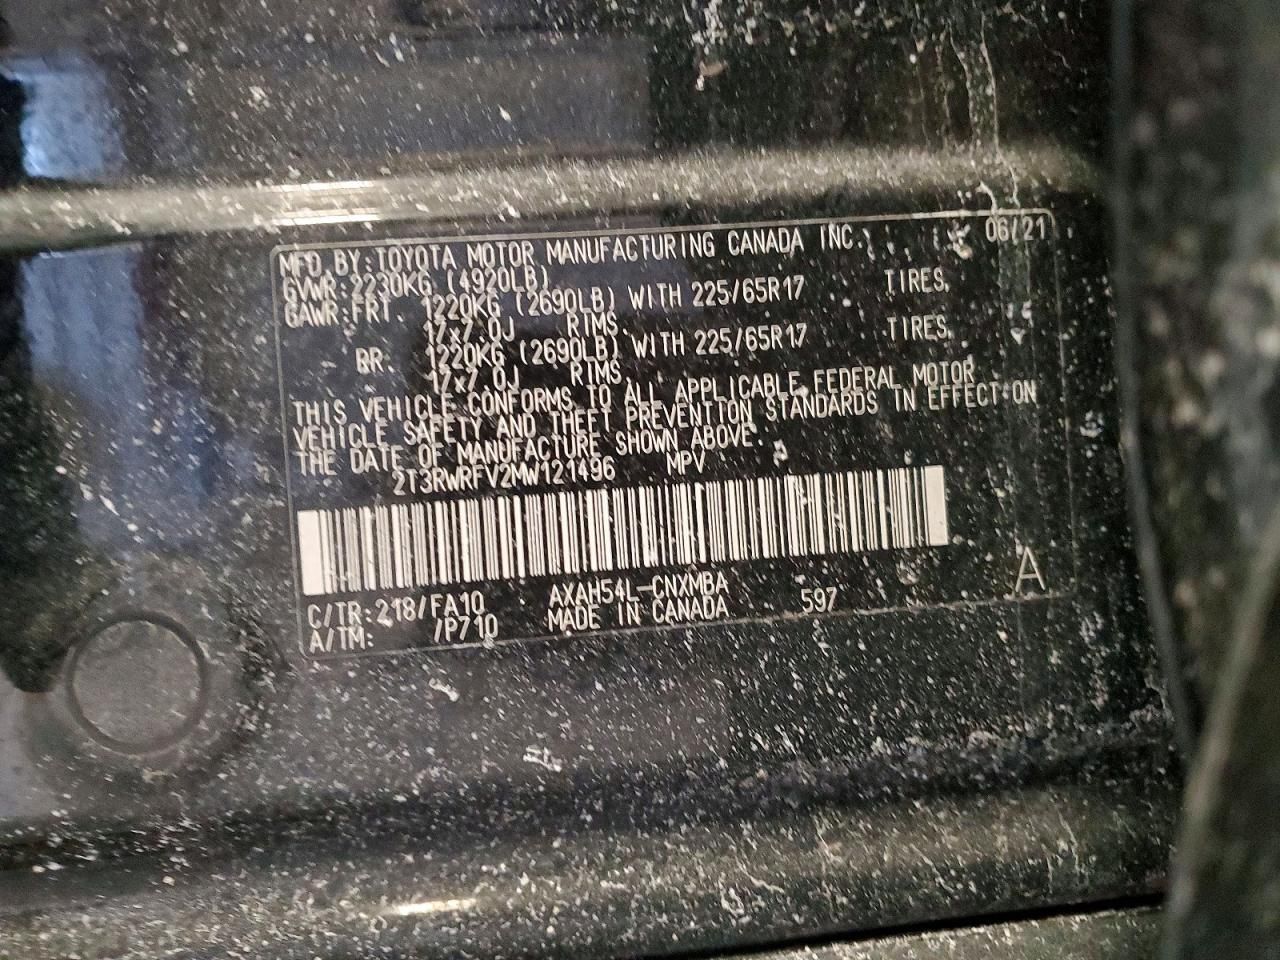 MFD. BY: TOYOTA MOTOR MANUFACTURING CANADA INC. 06/21
GVWR: 2230KG (4920LB)
GAWR: FRT. 1220KG (2690LB) WITH 225/65R17 TIRES,
17x7.0J RIMS.
RR. 1220KG (2690LB) WITH 225/65R17 TIRES,
17x7.0J RIMS.
THIS VEHICLE CONFORMS TO ALL APPLICABLE FEDERAL MOTOR
VEHICLE SAFETY AND THEFT PREVENTION STANDARDS IN EFFECT ON
THE DATE OF MANUFACTURE SHOWN ABOVE.
2T3RWRFV2MW121496 MPV
C/TR: 218/FA10 AXAH54L-CNXMBA 597 A
A/TM: /P710 MADE IN CANADA